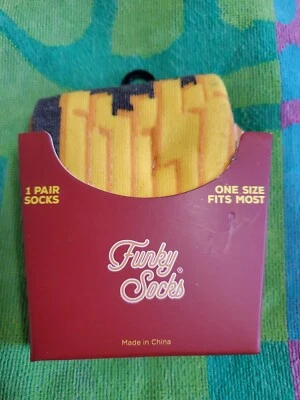 1 PAIR
SOCKS
ONE SIZE
FITS MOST
Funky
Socks
Made in China